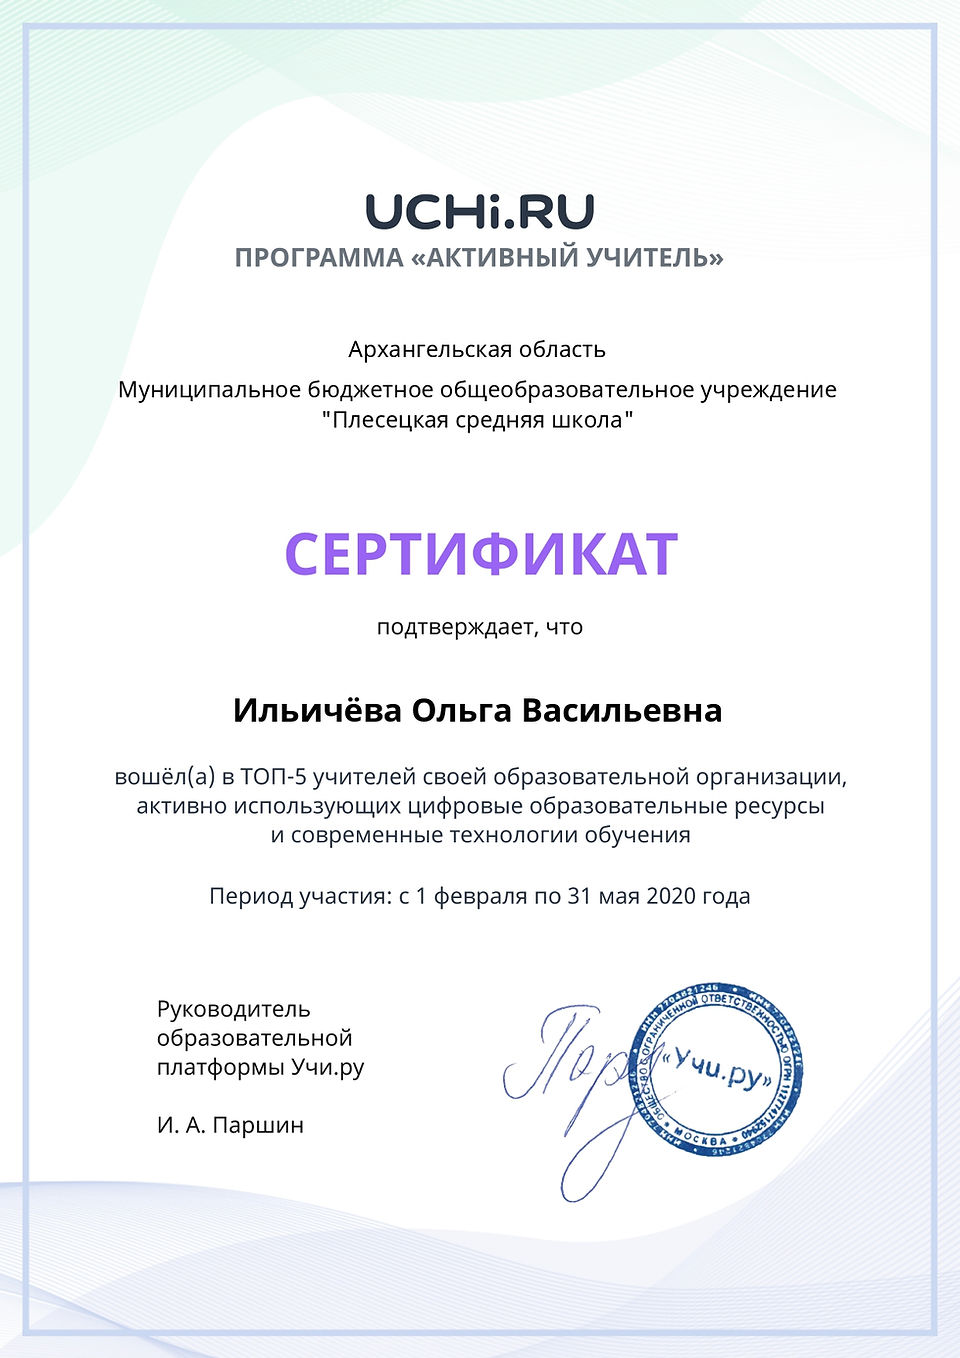 UCHi.RU
ПРОГРАММА «АКТИВНЫЙ УЧИТЕЛЬ»
Архангельская область
Муниципальное бюджетное общеобразовательное учреждение
"Плесецкая средняя школа"
СЕРТИФИКАТ
подтверждает, что
Ильичёва Ольга Васильевна
вошёл(а) в ТОП-5 учителей своей образовательной организации,
активно использующих цифровые образовательные ресурсы
и современные технологии обучения
Период участия: с 1 февраля по 31 мая 2020 года
Руководитель
образовательной
платформы Учи.ру
И. А. Паршин
ОБЩЕСТВО С ОГРАНИЧЕННОЙ ОТВЕТСТВЕННОСТЬЮ
«Учи.ру»
МОСКВА